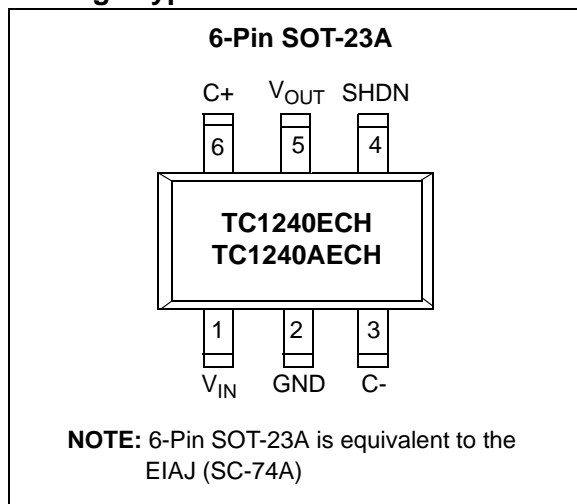 6-Pin SOT-23A
C+ VOUT SHDN
6 5 4
TC1240ECH
TC1240AECH
1 2 3
VIN GND C-
NOTE: 6-Pin SOT-23A is equivalent to the
EIAJ (SC-74A)